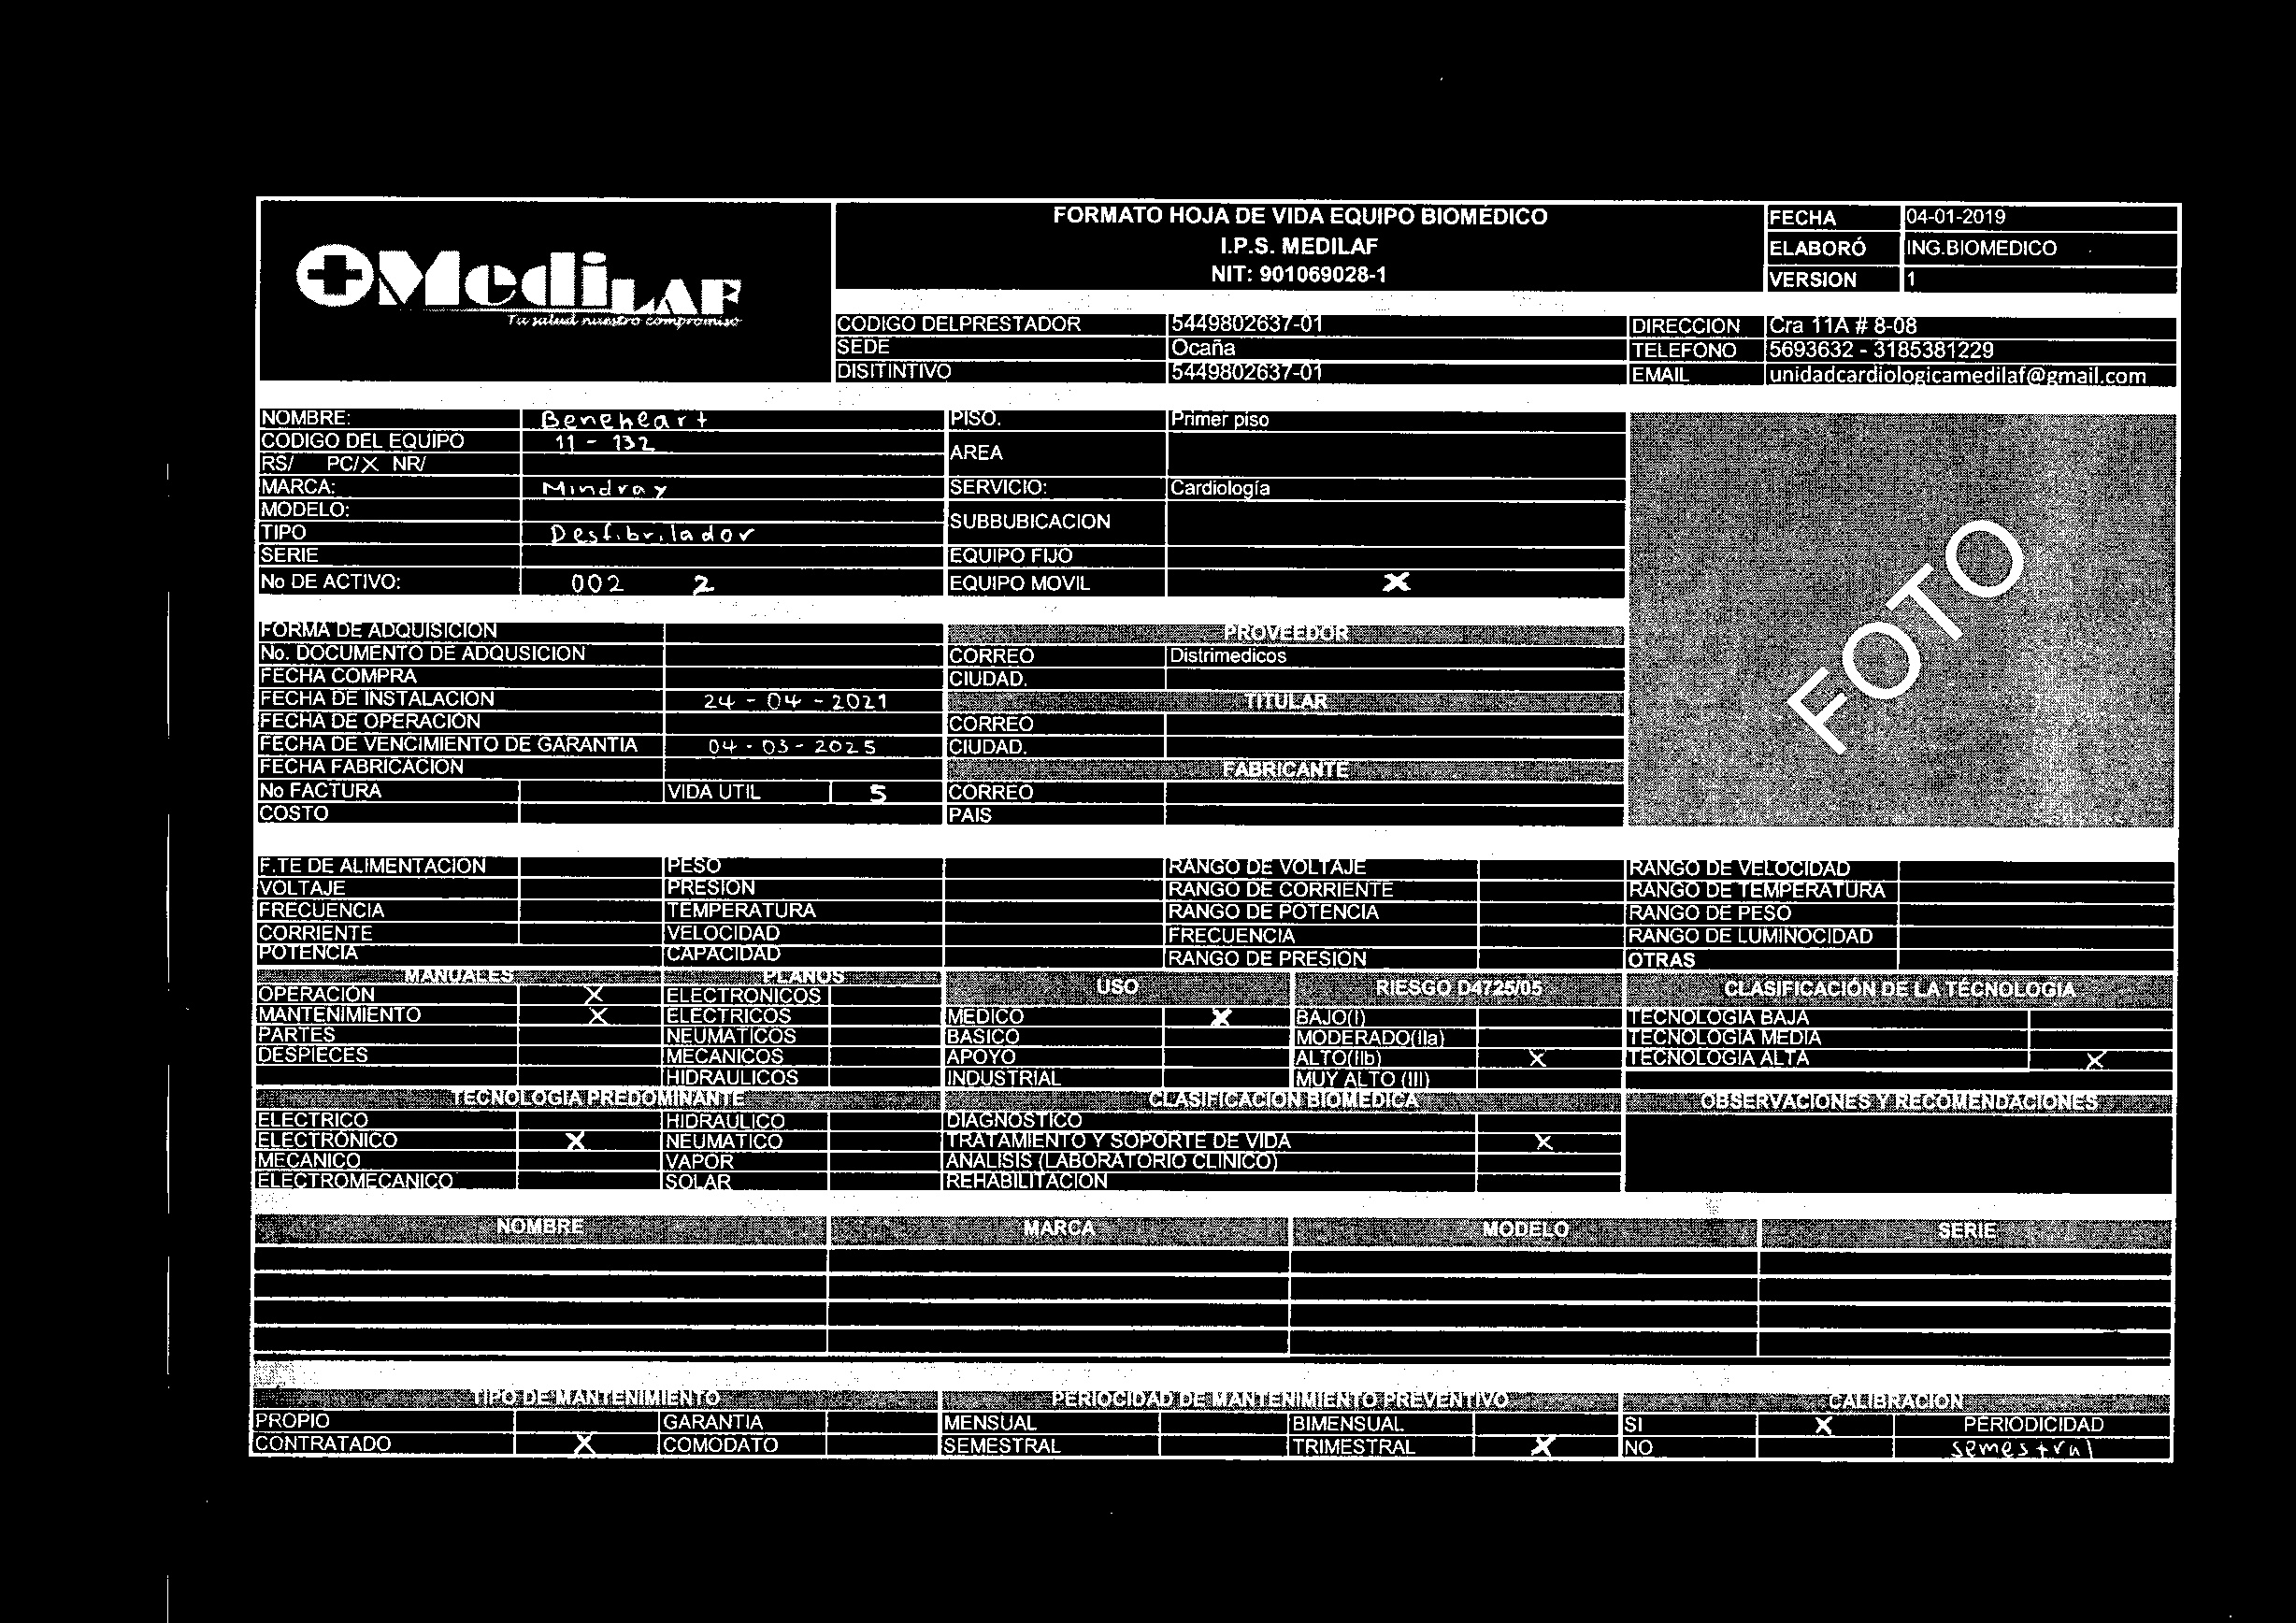 FORMATO HOJA DE VIDA EQUIPO BIOMÉDICO
I.P.S. MEDILAF
NIT: 901069028-1
FECHA 04-01-2019
ELABORÓ ING.BIOMEDICO
VERSION 1
MediLAF
Tu salud nuestro compromiso
CODIGO DELPRESTADOR 5449802637-01 DIRECCION Cra 11A # 8-08
SEDE Ocaña TELEFONO 5693632 - 3185381229
DISITINTIVO 5449802637-01 EMAIL unidadcardiologicamedilaf@gmail.com
NOMBRE: Beneheart PISO. Primer piso
CODIGO DEL EQUIPO 11 - 132
RS/ PC/X NR/ AREA
MARCA: Mindray SERVICIO: Cardiología
MODELO:
TIPO Desfibrilador SUBBUBICACION
SERIE EQUIPO FIJO
No DE ACTIVO: 002 2 EQUIPO MOVIL X
FOTO
FORMA DE ADQUISICION PROVEEDOR
No. DOCUMENTO DE ADQUSICION CORREO Distrimedicos
FECHA COMPRA CIUDAD.
FECHA DE INSTALACION 24 - 04 - 2021 TITULAR
FECHA DE OPERACIÓN CORREO
FECHA DE VENCIMIENTO DE GARANTIA 04 - 03 - 2025 CIUDAD.
FECHA FABRICACION FABRICANTE
No FACTURA VIDA UTIL 5 CORREO
COSTO PAIS
F.TE DE ALIMENTACION PESO RANGO DE VOLTAJE RANGO DE VELOCIDAD
VOLTAJE PRESION RANGO DE CORRIENTE RANGO DE TEMPERATURA
FRECUENCIA TEMPERATURA RANGO DE POTENCIA RANGO DE PESO
CORRIENTE VELOCIDAD FRECUENCIA RANGO DE LUMINOCIDAD
POTENCIA CAPACIDAD RANGO DE PRESION OTRAS
MANUALES PLANOS USO RIESGO D4725/05 CLASIFICACIÓN DE LA TÉCNOLOGIA
OPERACIÓN X ELECTRONICOS
MANTENIMIENTO X ELECTRICOS MEDICO X BAJO(I) TECNOLOGIA BAJA
PARTES NEUMATICOS BASICO MODERADO(IIa) TECNOLOGIA MEDIA
DESPIECES MECANICOS APOYO ALTO(IIb) X TECNOLOGIA ALTA X
HIDRAULICOS INDUSTRIAL MUY ALTO (III)
TECNOLOGIA PREDOMINANTE CLASIFICACION BIOMEDICA OBSERVACIONES Y RECOMENDACIONES
ELECTRICO HIDRAULICO DIAGNOSTICO
ELECTRÓNICO X NEUMATICO TRATAMIENTO Y SOPORTE DE VIDA X
MECANICO VAPOR ANALISIS (LABORATORIO CLINICO)
ELECTROMECANICO SOLAR REHABILITACION
NOMBRE MARCA MODELO SERIE
TIPO DE MANTENIMIENTO PERIOCIDAD DE MANTENIMIENTO PREVENTIVO CALIBRACION
PROPIO GARANTIA MENSUAL BIMENSUAL SI X PERIODICIDAD
CONTRATADO X COMODATO SEMESTRAL TRIMESTRAL X NO semestral